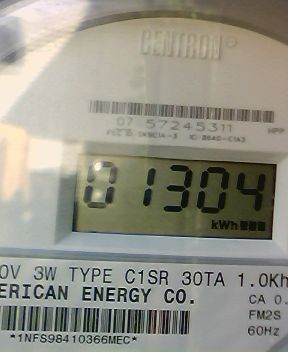 CENTRON
07 57245311
HPP
01304
kWh
0V 3W TYPE C1SR 30TA 1.0Kh
ERICAN ENERGY CO.
CA 0.
FM2S
60Hz
*1NFS98410366MEC*